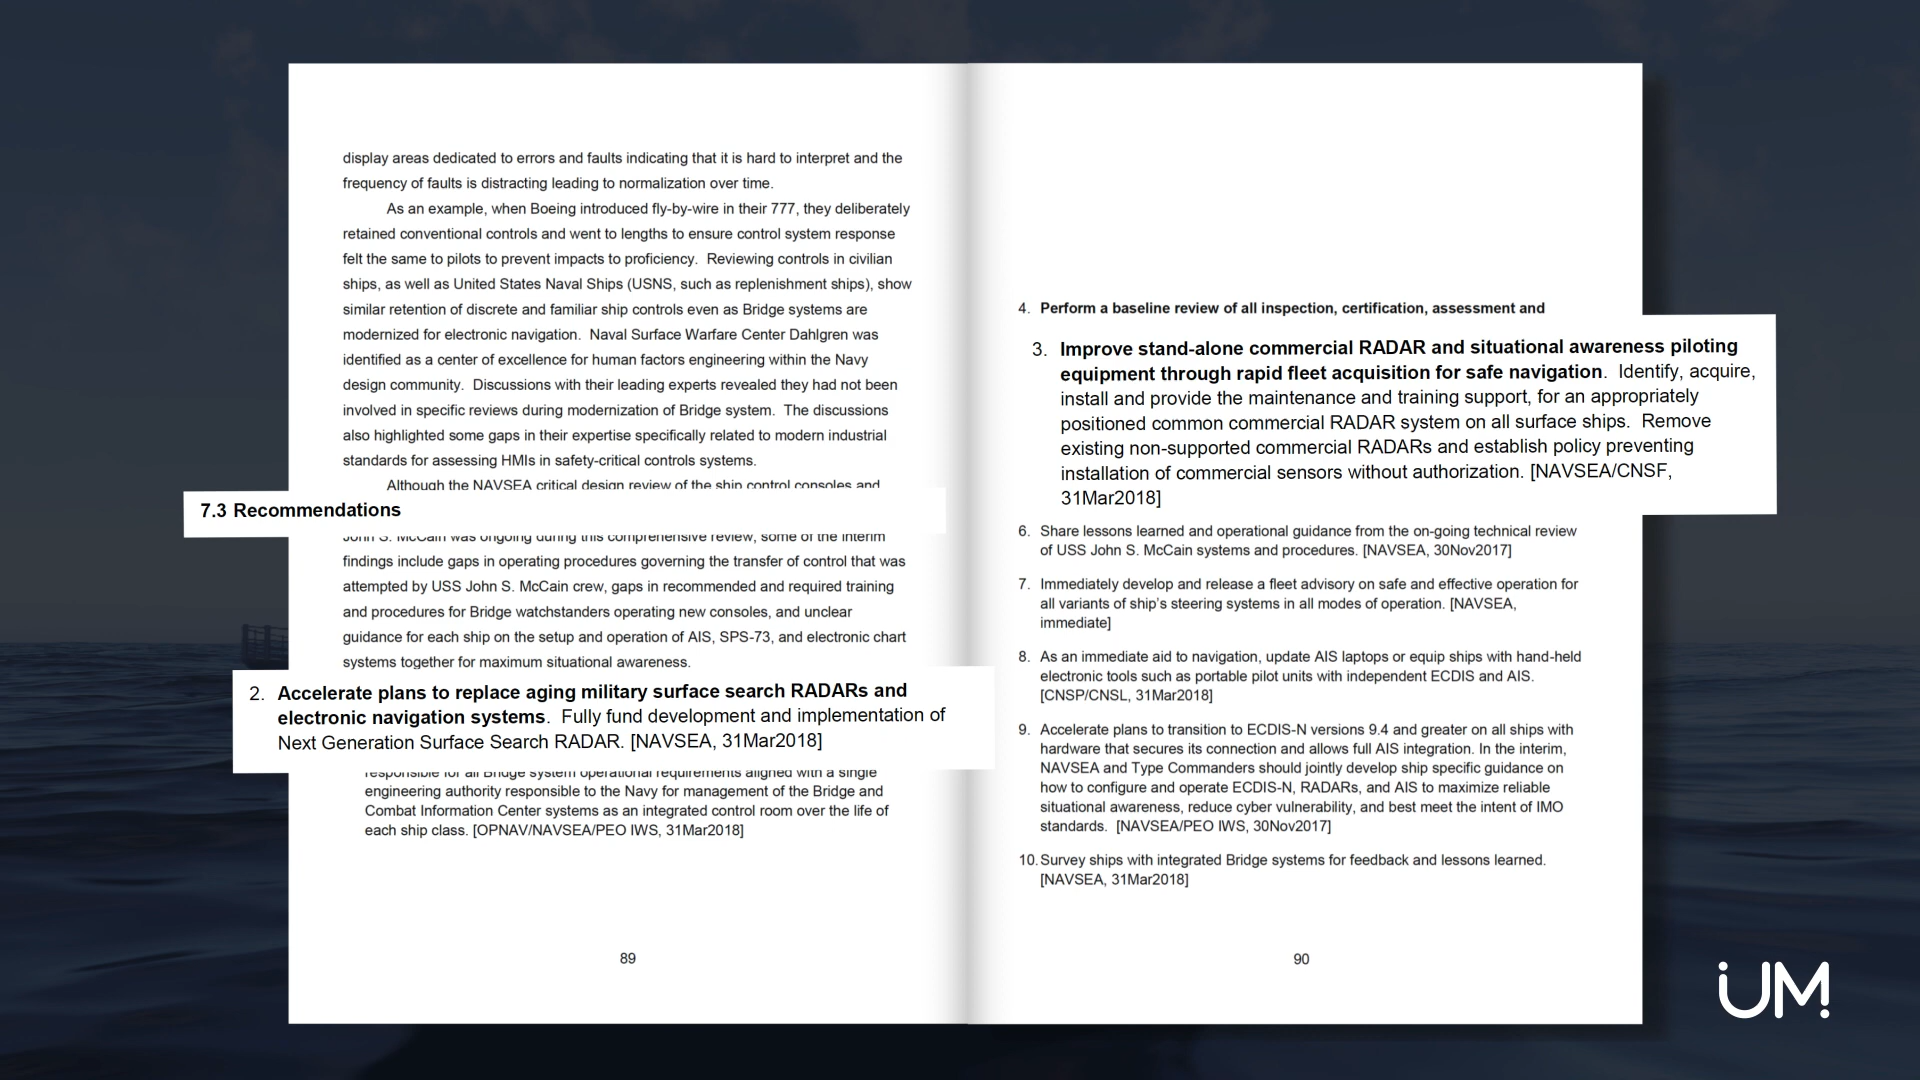 display areas dedicated to errors and faults indicating that it is hard to interpret and the
frequency of faults is distracting leading to normalization over time.
As an example, when Boeing introduced fly-by-wire in their 777, they deliberately
retained conventional controls and went to lengths to ensure control system response
felt the same to pilots to prevent impacts to proficiency.  Reviewing controls in civilian
ships, as well as United States Naval Ships (USNS, such as replenishment ships), show
similar retention of discrete and familiar ship controls even as Bridge systems are
modernized for electronic navigation.  Naval Surface Warfare Center Dahlgren was
identified as a center of excellence for human factors engineering within the Navy
design community.  Discussions with their leading experts revealed they had not been
involved in specific reviews during modernization of Bridge system.  The discussions
also highlighted some gaps in their expertise specifically related to modern industrial
standards for assessing HMIs in safety-critical controls systems.
Although the NAVSEA critical design review of the ship control consoles and
7.3 Recommendations
John S. McCain was ongoing during this comprehensive review, some of the interim
findings include gaps in operating procedures governing the transfer of control that was
attempted by USS John S. McCain crew, gaps in recommended and required training
and procedures for Bridge watchstanders operating new consoles, and unclear
guidance for each ship on the setup and operation of AIS, SPS-73, and electronic chart
systems together for maximum situational awareness.
2. Accelerate plans to replace aging military surface search RADARs and
electronic navigation systems.  Fully fund development and implementation of
Next Generation Surface Search RADAR. [NAVSEA, 31Mar2018]
responsible for all Bridge system operational requirements aligned with a single
engineering authority responsible to the Navy for management of the Bridge and
Combat Information Center systems as an integrated control room over the life of
each ship class. [OPNAV/NAVSEA/PEO IWS, 31Mar2018]
89
4. Perform a baseline review of all inspection, certification, assessment and
3. Improve stand-alone commercial RADAR and situational awareness piloting
equipment through rapid fleet acquisition for safe navigation.  Identify, acquire,
install and provide the maintenance and training support, for an appropriately
positioned common commercial RADAR system on all surface ships.  Remove
existing non-supported commercial RADARs and establish policy preventing
installation of commercial sensors without authorization. [NAVSEA/CNSF,
31Mar2018]
6. Share lessons learned and operational guidance from the on-going technical review
of USS John S. McCain systems and procedures. [NAVSEA, 30Nov2017]
7. Immediately develop and release a fleet advisory on safe and effective operation for
all variants of ship's steering systems in all modes of operation. [NAVSEA,
immediate]
8. As an immediate aid to navigation, update AIS laptops or equip ships with hand-held
electronic tools such as portable pilot units with independent ECDIS and AIS.
[CNSP/CNSL, 31Mar2018]
9. Accelerate plans to transition to ECDIS-N versions 9.4 and greater on all ships with
hardware that secures its connection and allows full AIS integration. In the interim,
NAVSEA and Type Commanders should jointly develop ship specific guidance on
how to configure and operate ECDIS-N, RADARs, and AIS to maximize reliable
situational awareness, reduce cyber vulnerability, and best meet the intent of IMO
standards.  [NAVSEA/PEO IWS, 30Nov2017]
10. Survey ships with integrated Bridge systems for feedback and lessons learned.
[NAVSEA, 31Mar2018]
90
iUM!